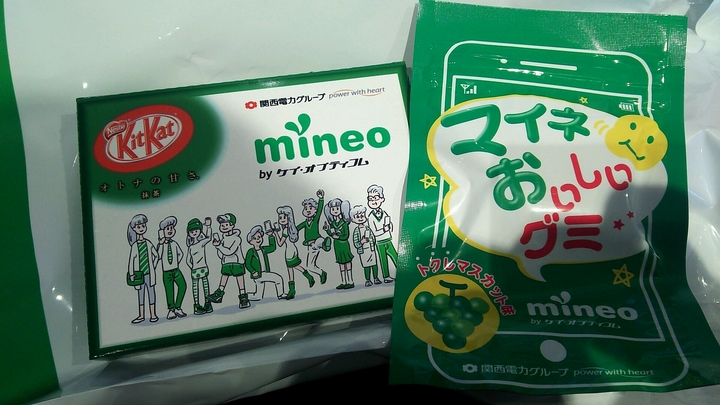 Nestle
KitKat
オトナの甘さ
抹茶
関西電力グループ power with heart
mineo
by ケイ・オプティコム
マイネ
おいしい
グミ
トクレマスカット味
mineo
by ケイ・オプティコム
関西電力グループ power with heart